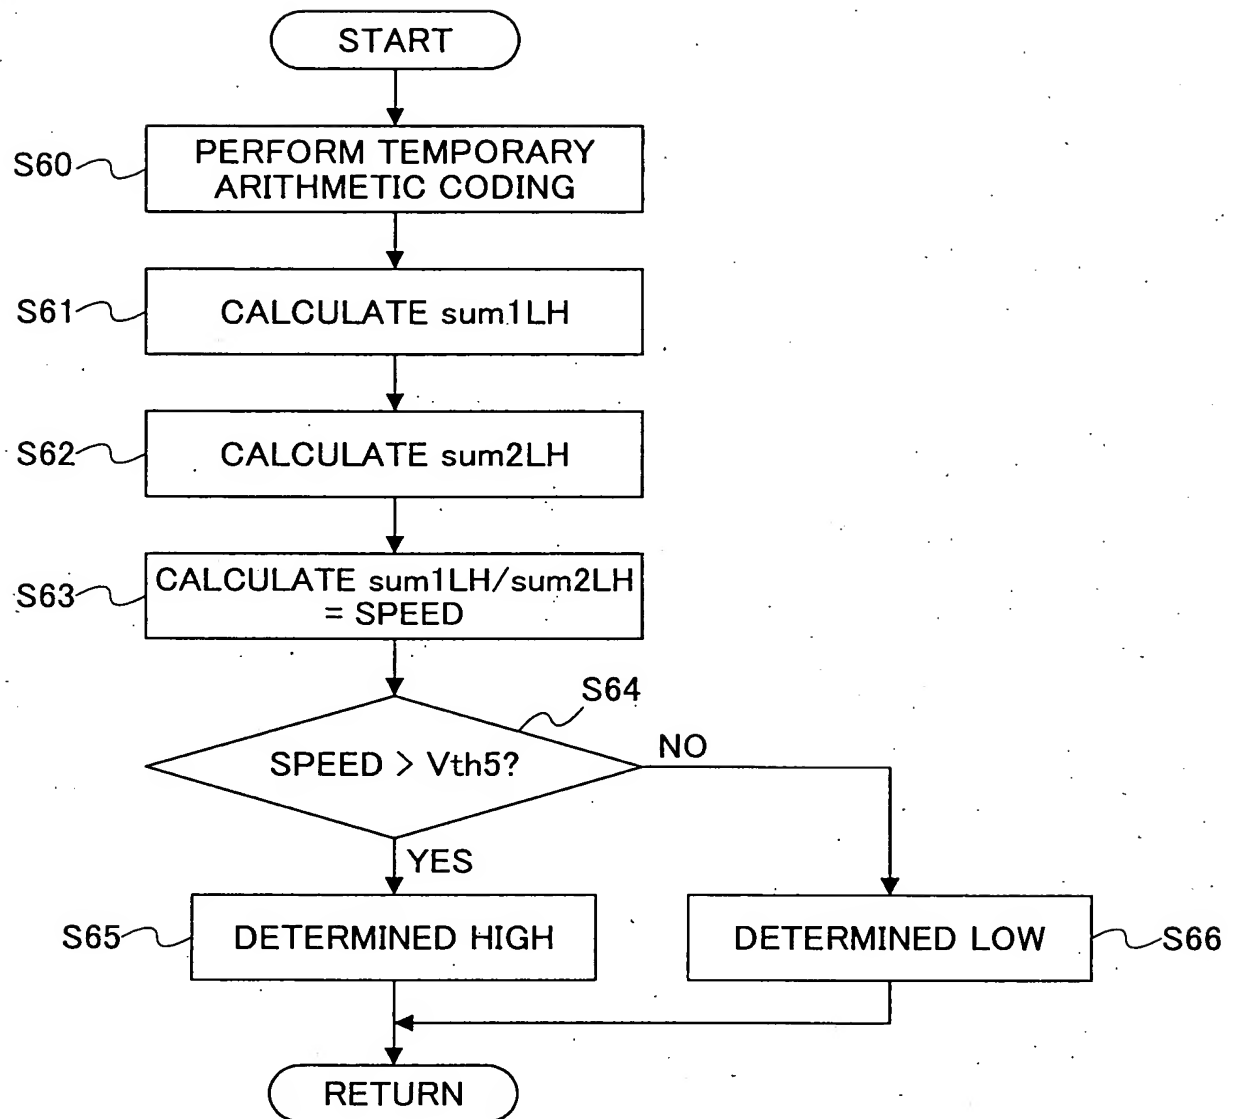 START
S60
PERFORM TEMPORARY
ARITHMETIC CODING
S61
CALCULATE sum1LH
S62
CALCULATE sum2LH
S63
CALCULATE sum1LH/sum2LH
= SPEED
S64
SPEED > Vth5?
NO
YES
S65
DETERMINED HIGH
DETERMINED LOW
S66
RETURN